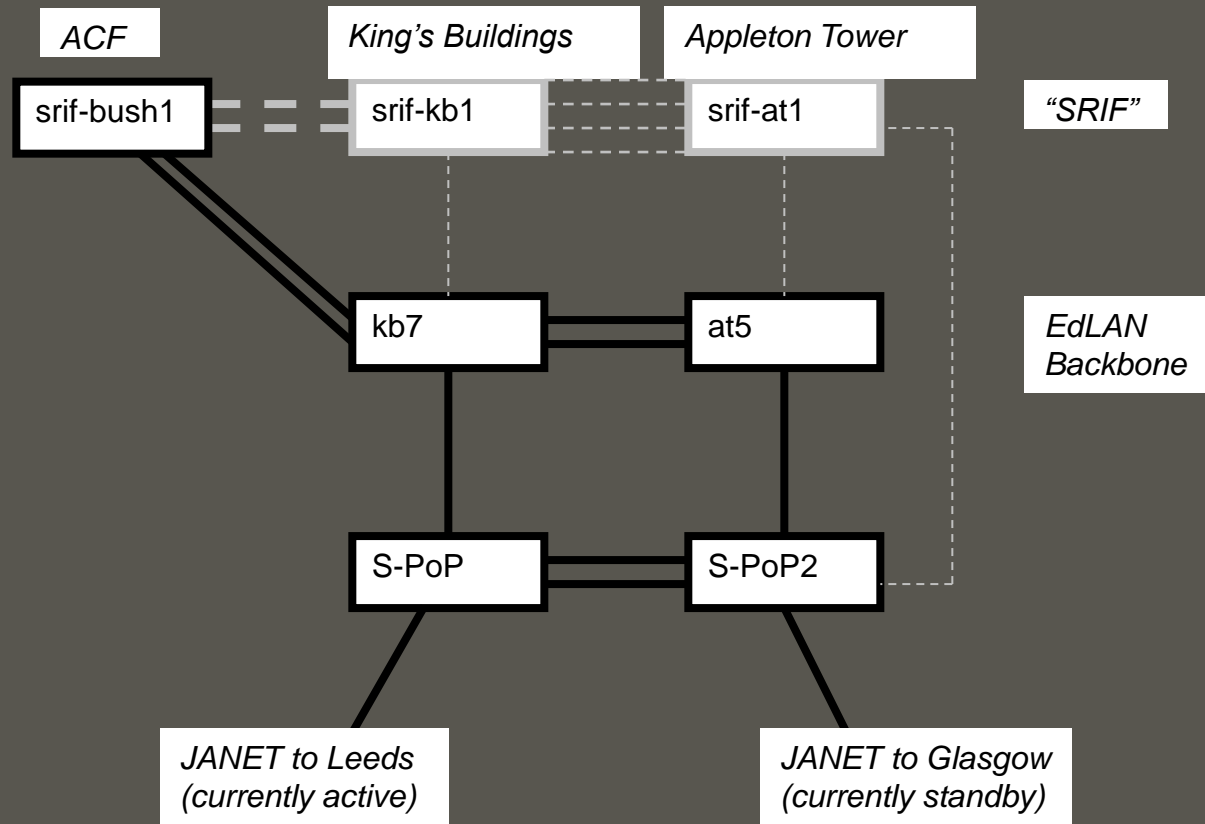 ACF
King’s Buildings
Appleton Tower
srif-bush1
srif-kb1
srif-at1
“SRIF”
kb7
at5
EdLAN
Backbone
S-PoP
S-PoP2
JANET to Leeds
(currently active)
JANET to Glasgow
(currently standby)